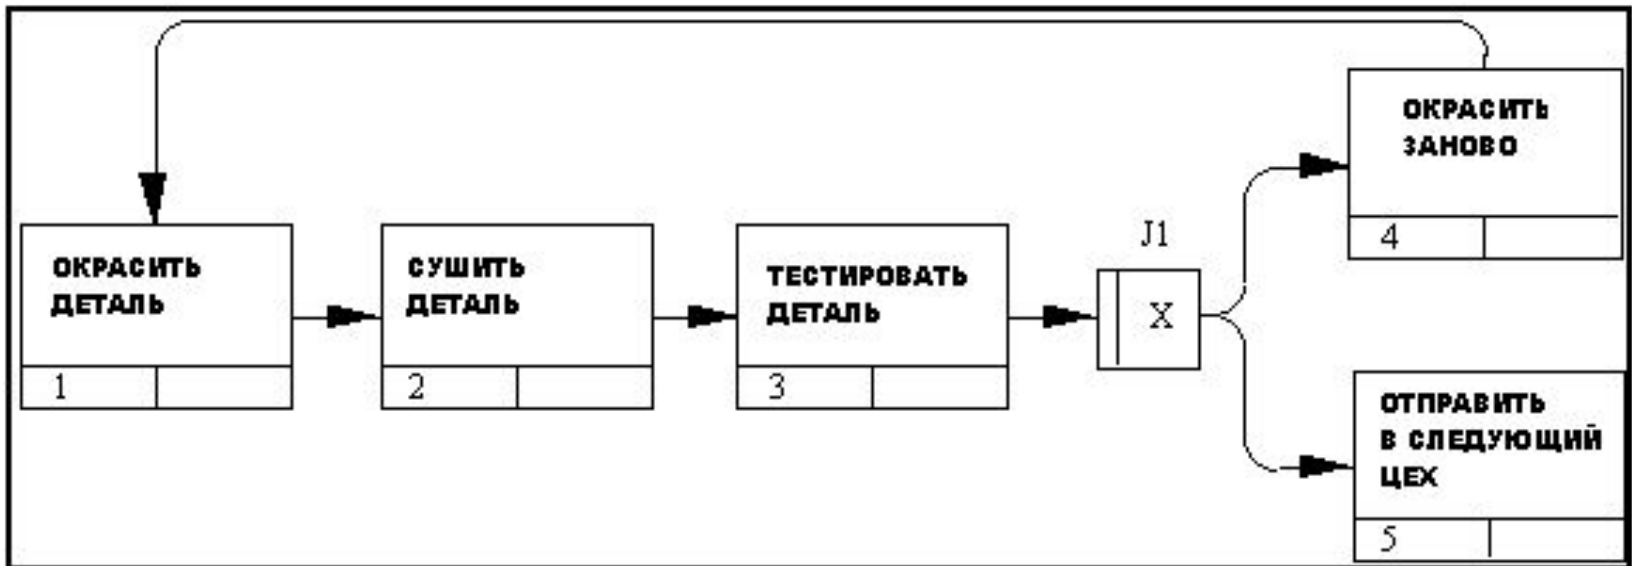 ОКРАСИТЬ
ЗАНОВО
4
J1
ОКРАСИТЬ
ДЕТАЛЬ
1
СУШИТЬ
ДЕТАЛЬ
2
ТЕСТИРОВАТЬ
ДЕТАЛЬ
3
X
ОТПРАВИТЬ
В СЛЕДУЮЩИЙ
ЦЕХ
5